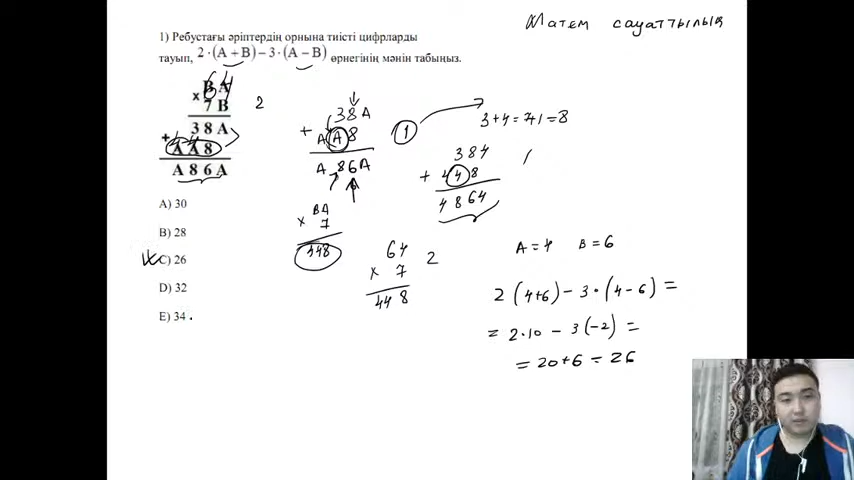 Матем сауаттылық
1) Ребустағы әріптердің орнына тиісті цифрларды
тауып, 2·(A + B) – 3·(A – B) өрнегінің мәнін табыңыз.
64
BA
× 7B
38A
+ AA8
A86A
2
A) 30
B) 28
C) 26
D) 32
E) 34 .
38A
+ AA8
A 86A
1
3+4=7+1=8
384
+ 448
4864
BA
× 7
448
64
× 7
448
2
A=4 B=6
2(4+6)-3·(4-6)=
=2·10-3(-2)=
=20+6=26